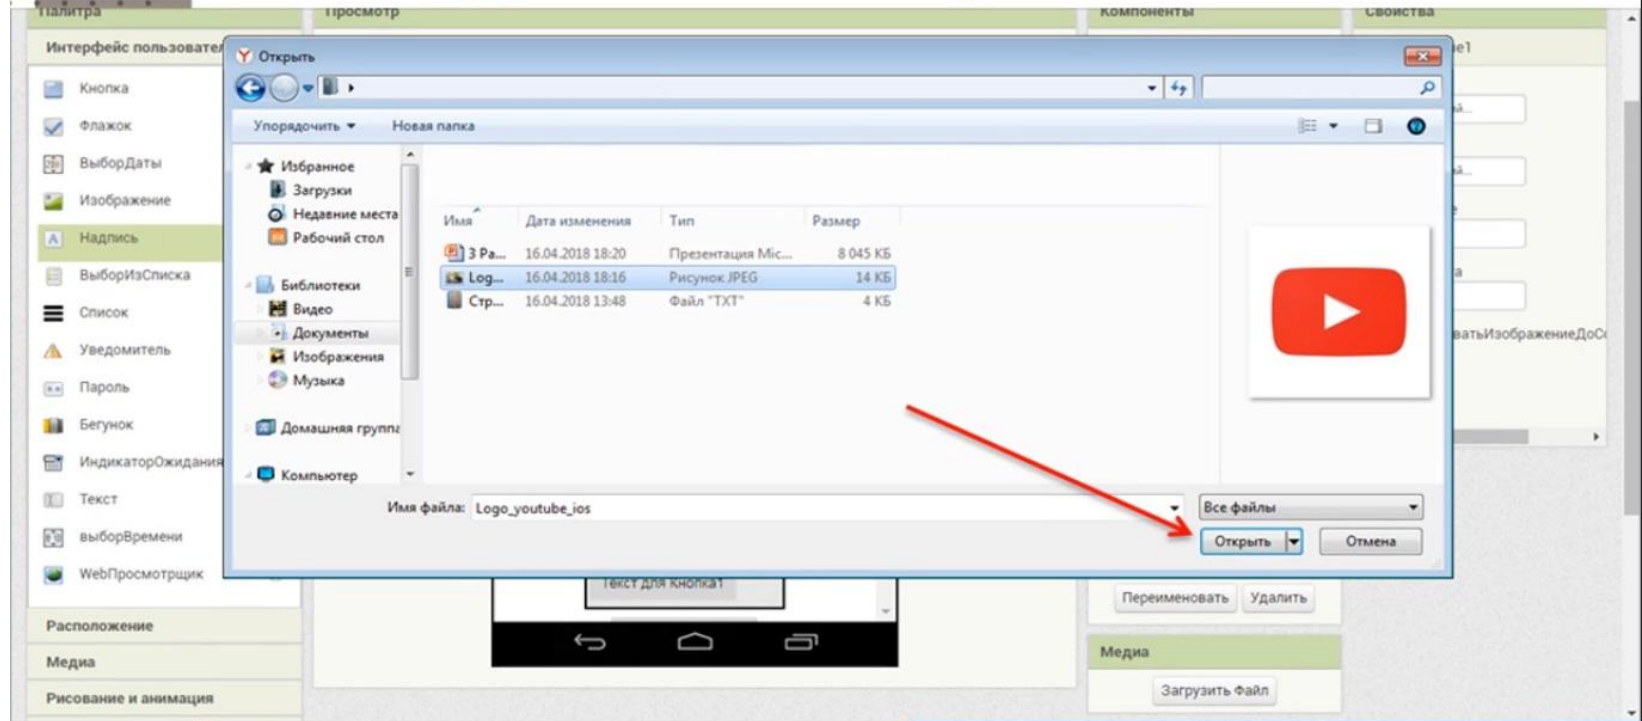 Палитра
Просмотр
Компоненты
Свойства
Интерфейс пользовател
Кнопка
Флажок
ВыборДаты
Изображение
Надпись
ВыборИзСписка
Список
Уведомитель
Пароль
Бегунок
ИндикаторОжидания
Текст
выборВремени
WebПросмотрщик
Расположение
Медиа
Рисование и анимация
Открыть
Упорядочить
Новая папка
Избранное
Загрузки
Недавние места
Рабочий стол
Библиотеки
Видео
Документы
Изображения
Музыка
Домашняя группа
Компьютер
Имя Дата изменения Тип Размер
3 Ра... 16.04.2018 18:20 Презентация Mic... 8 045 КБ
Log... 16.04.2018 18:16 Рисунок JPEG 14 КБ
Стр... 16.04.2018 13:48 Файл "TXT" 4 КБ
Имя файла: Logo_youtube_ios
Все файлы
Открыть
Отмена
Текст для Кнопка1
Переименовать Удалить
Медиа
Загрузить Файл
ватьИзображениеДоСо